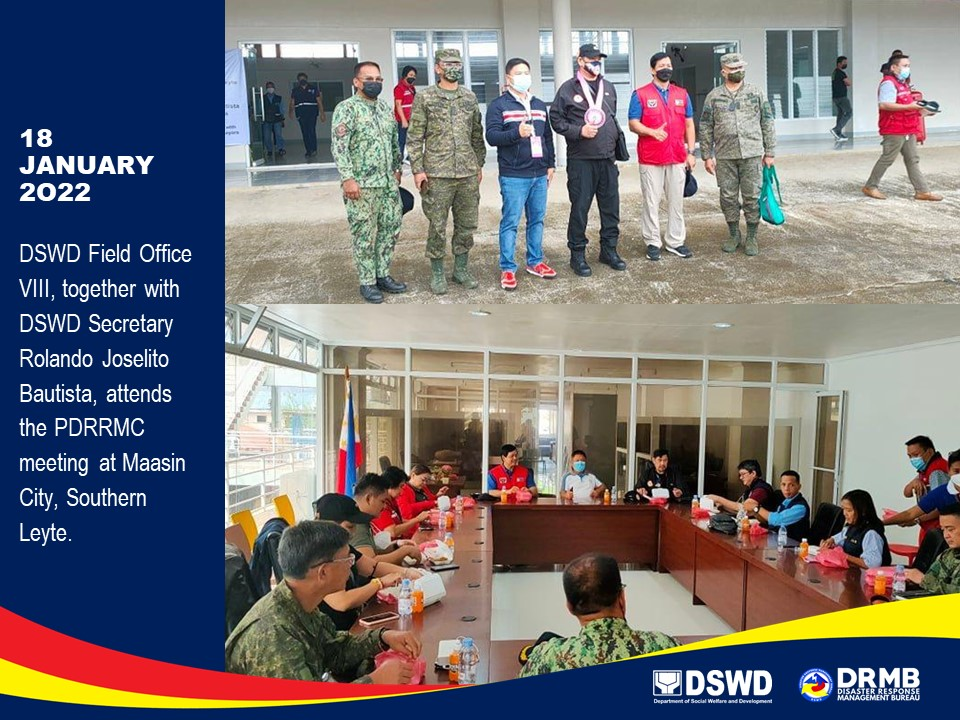 18
JANUARY
2O22
DSWD Field Office
VIII, together with
DSWD Secretary
Rolando Joselito
Bautista, attends
the PDRRMC
meeting at Maasin
City, Southern
Leyte.
DSWD
Department of Social Welfare and Development
DRMB
DISASTER RESPONSE
MANAGEMENT BUREAU